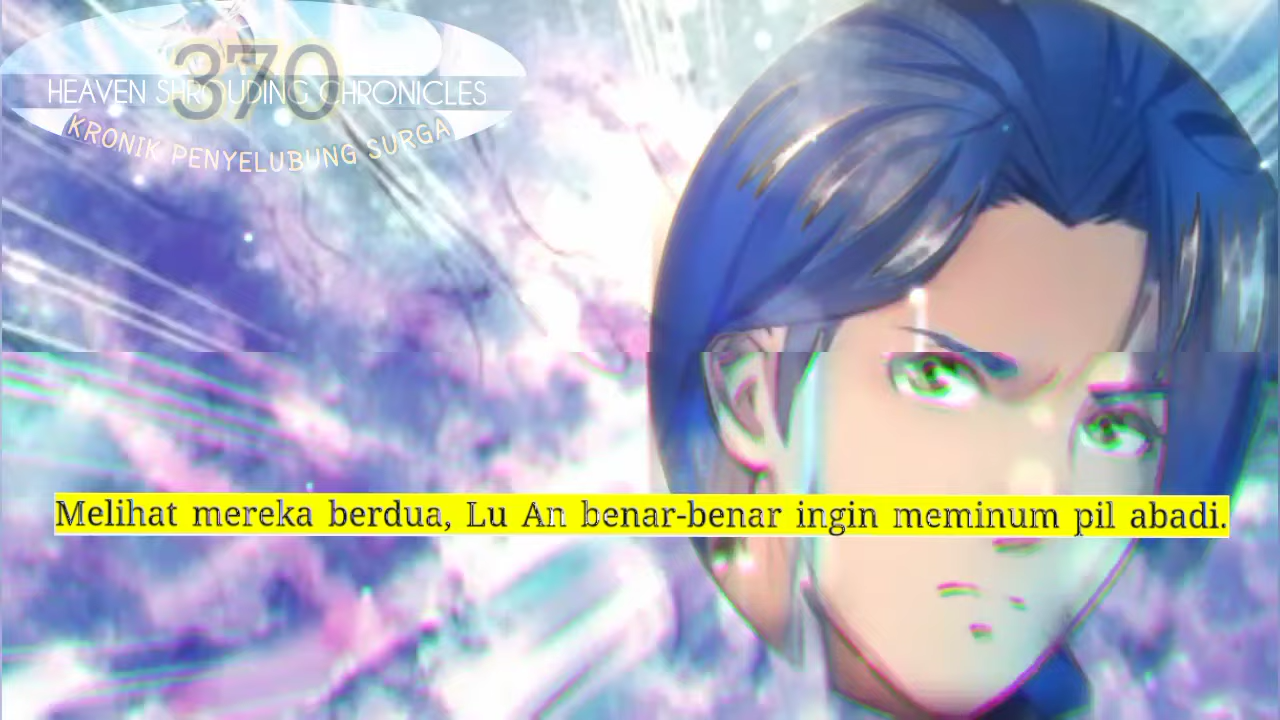 370
HEAVEN SHROUDING CHRONICLES
KRONIK PENYELUBUNG SURGA
Melihat mereka berdua, Lu An benar-benar ingin meminum pil abadi.